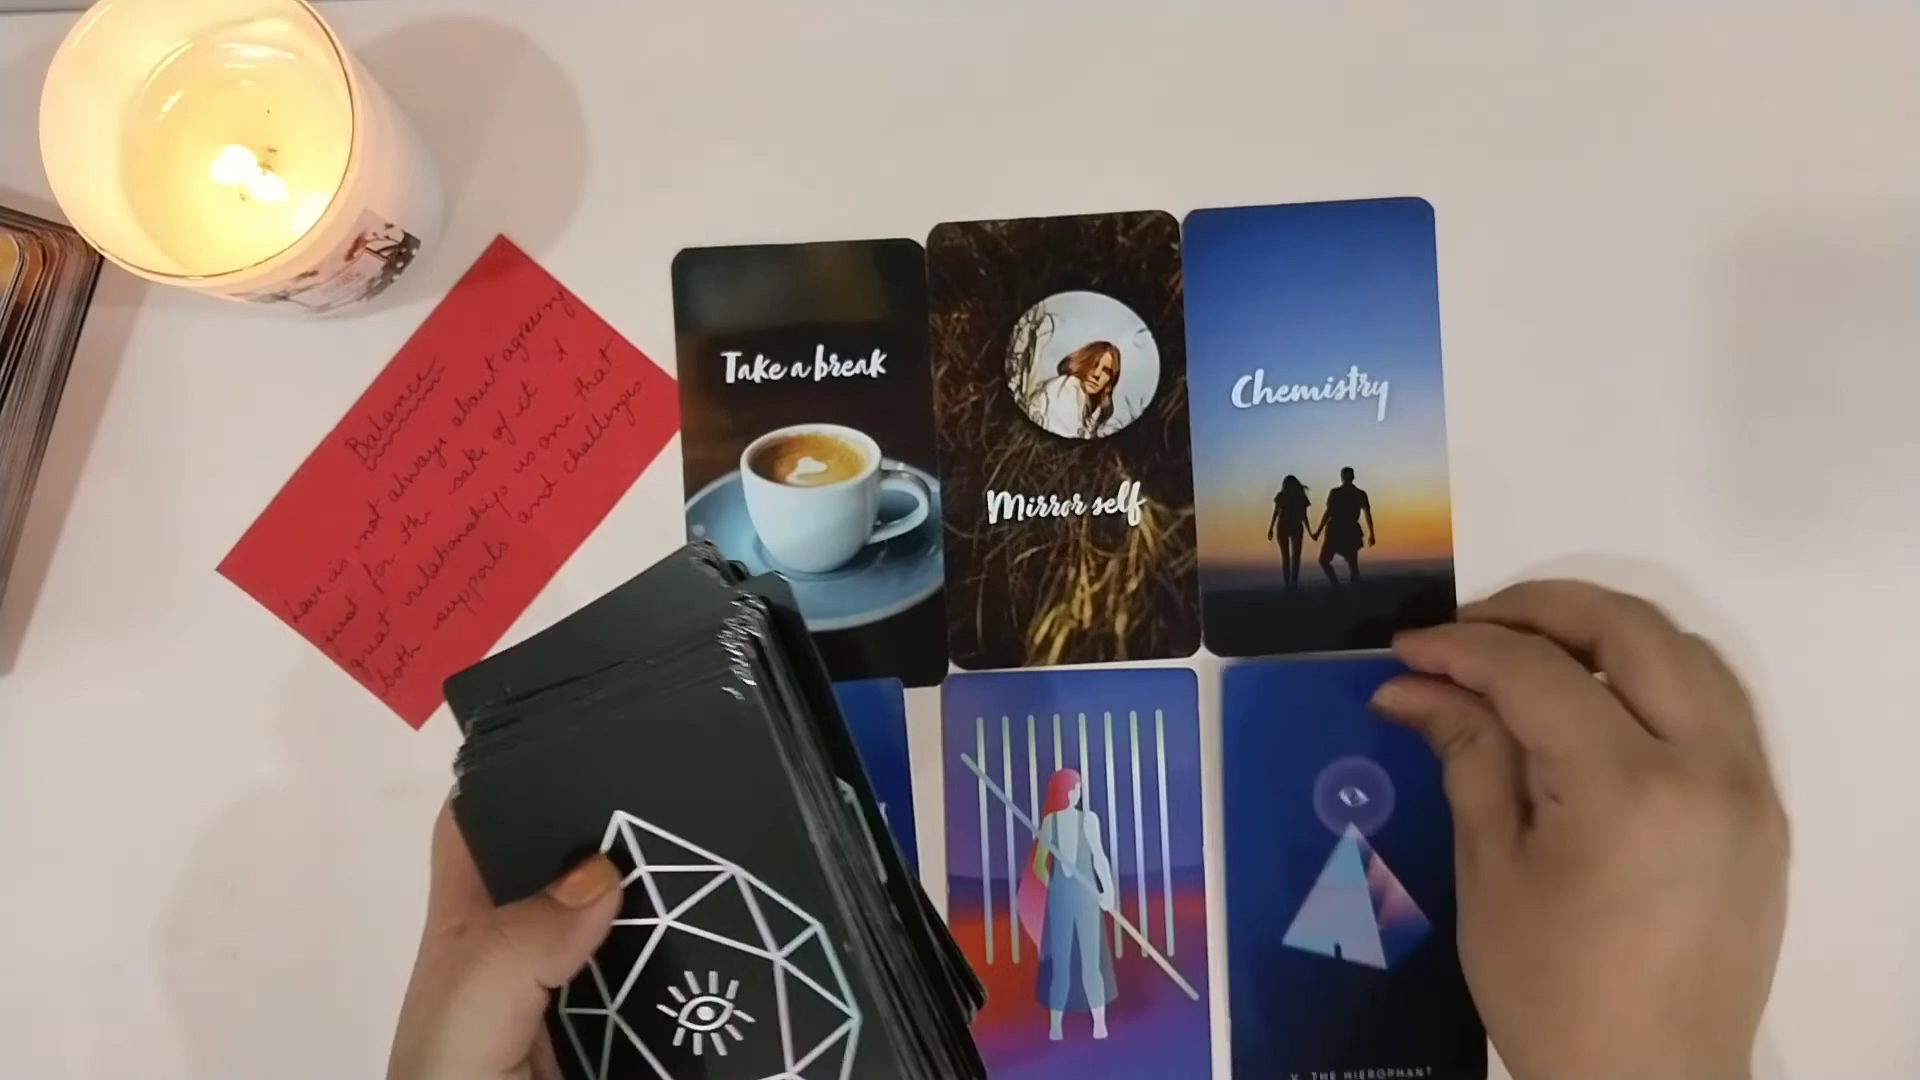 Balance
Love is not always about agreeing
just for the sake of it &
great relationship is one that
both supports and challenges
Take a break
Mirror self
Chemistry
V. THE HIEROPHANT